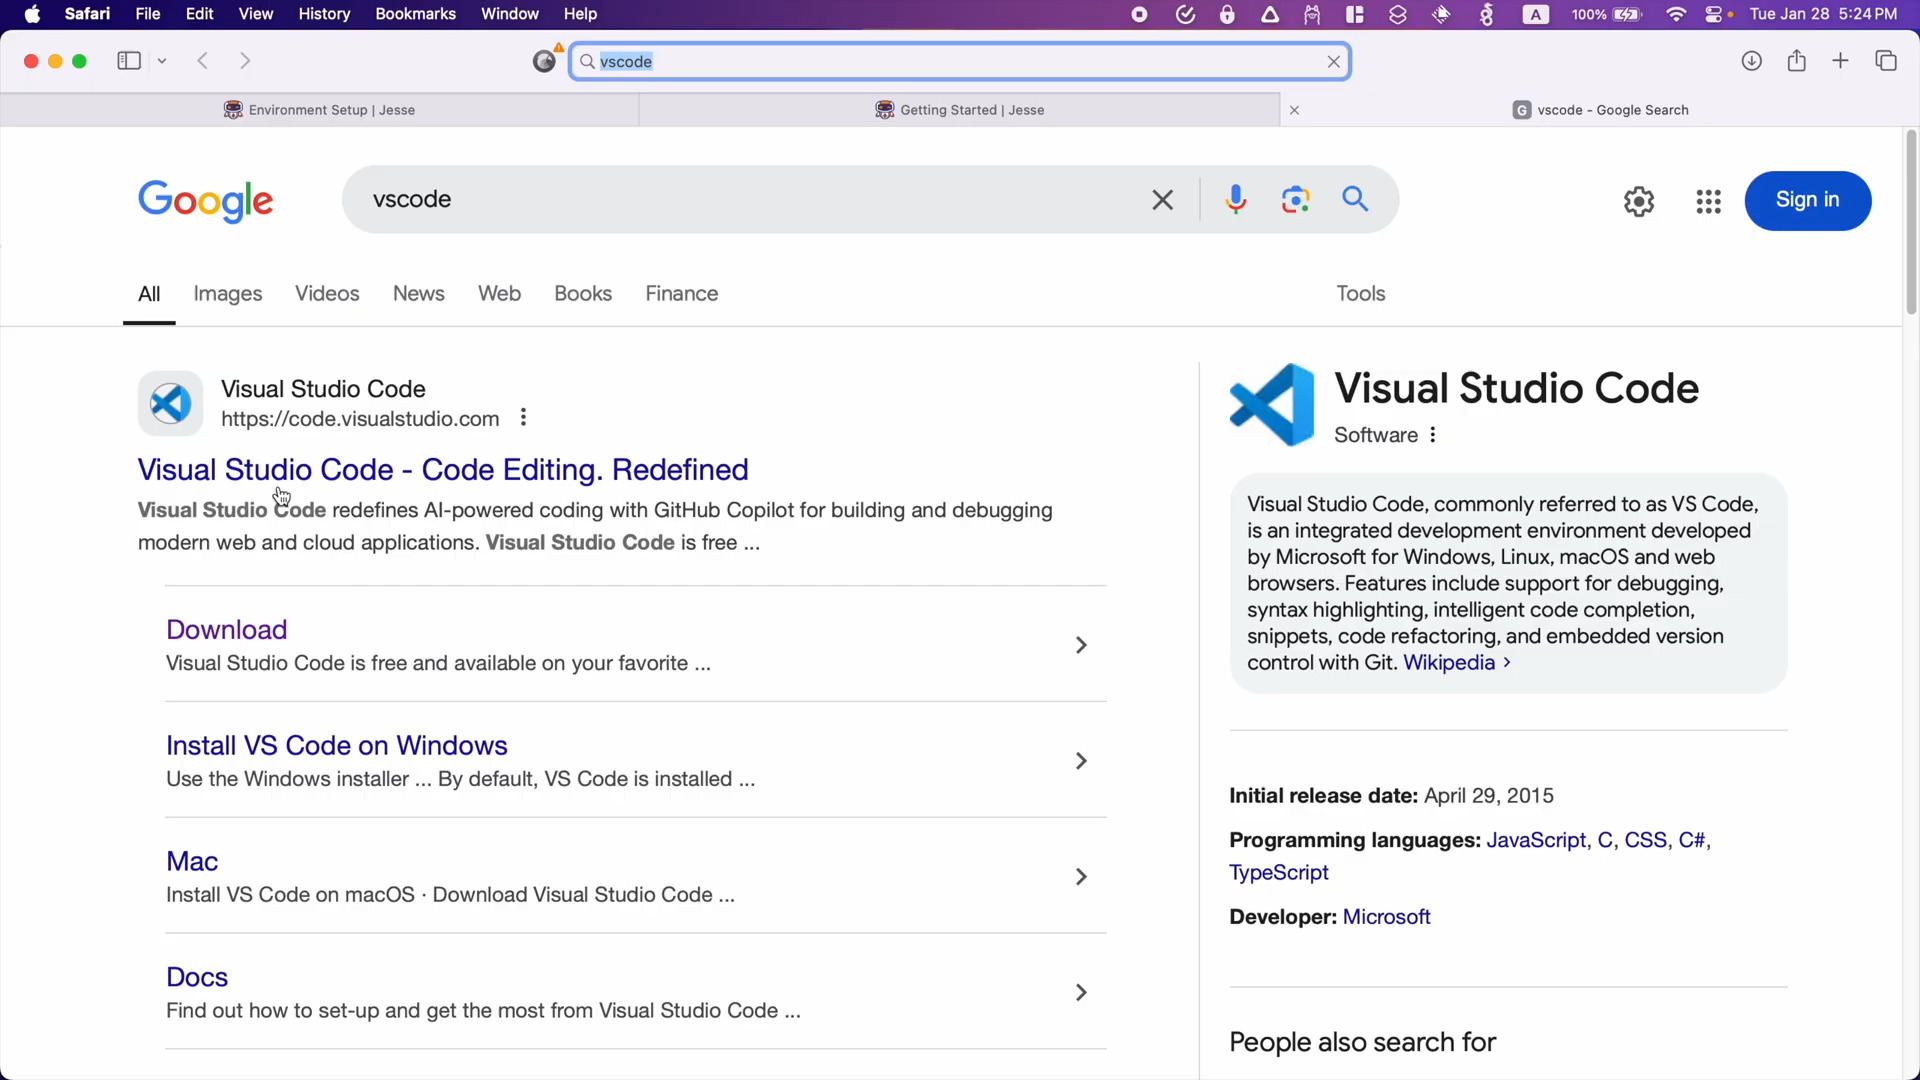 Safari File Edit View History Bookmarks Window Help A 100% Tue Jan 28 5:24 PM
vscode
Environment Setup | Jesse
Getting Started | Jesse
G vscode - Google Search
Google
vscode
Sign in
All Images Videos News Web Books Finance Tools
Visual Studio Code
https://code.visualstudio.com
Visual Studio Code - Code Editing. Redefined
Visual Studio Code redefines AI-powered coding with GitHub Copilot for building and debugging
modern web and cloud applications. Visual Studio Code is free ...
Download
Visual Studio Code is free and available on your favorite ...
Install VS Code on Windows
Use the Windows installer ... By default, VS Code is installed ...
Mac
Install VS Code on macOS · Download Visual Studio Code ...
Docs
Find out how to set-up and get the most from Visual Studio Code ...
Visual Studio Code
Software
Visual Studio Code, commonly referred to as VS Code,
is an integrated development environment developed
by Microsoft for Windows, Linux, macOS and web
browsers. Features include support for debugging,
syntax highlighting, intelligent code completion,
snippets, code refactoring, and embedded version
control with Git. Wikipedia >
Initial release date: April 29, 2015
Programming languages: JavaScript, C, CSS, C#,
TypeScript
Developer: Microsoft
People also search for